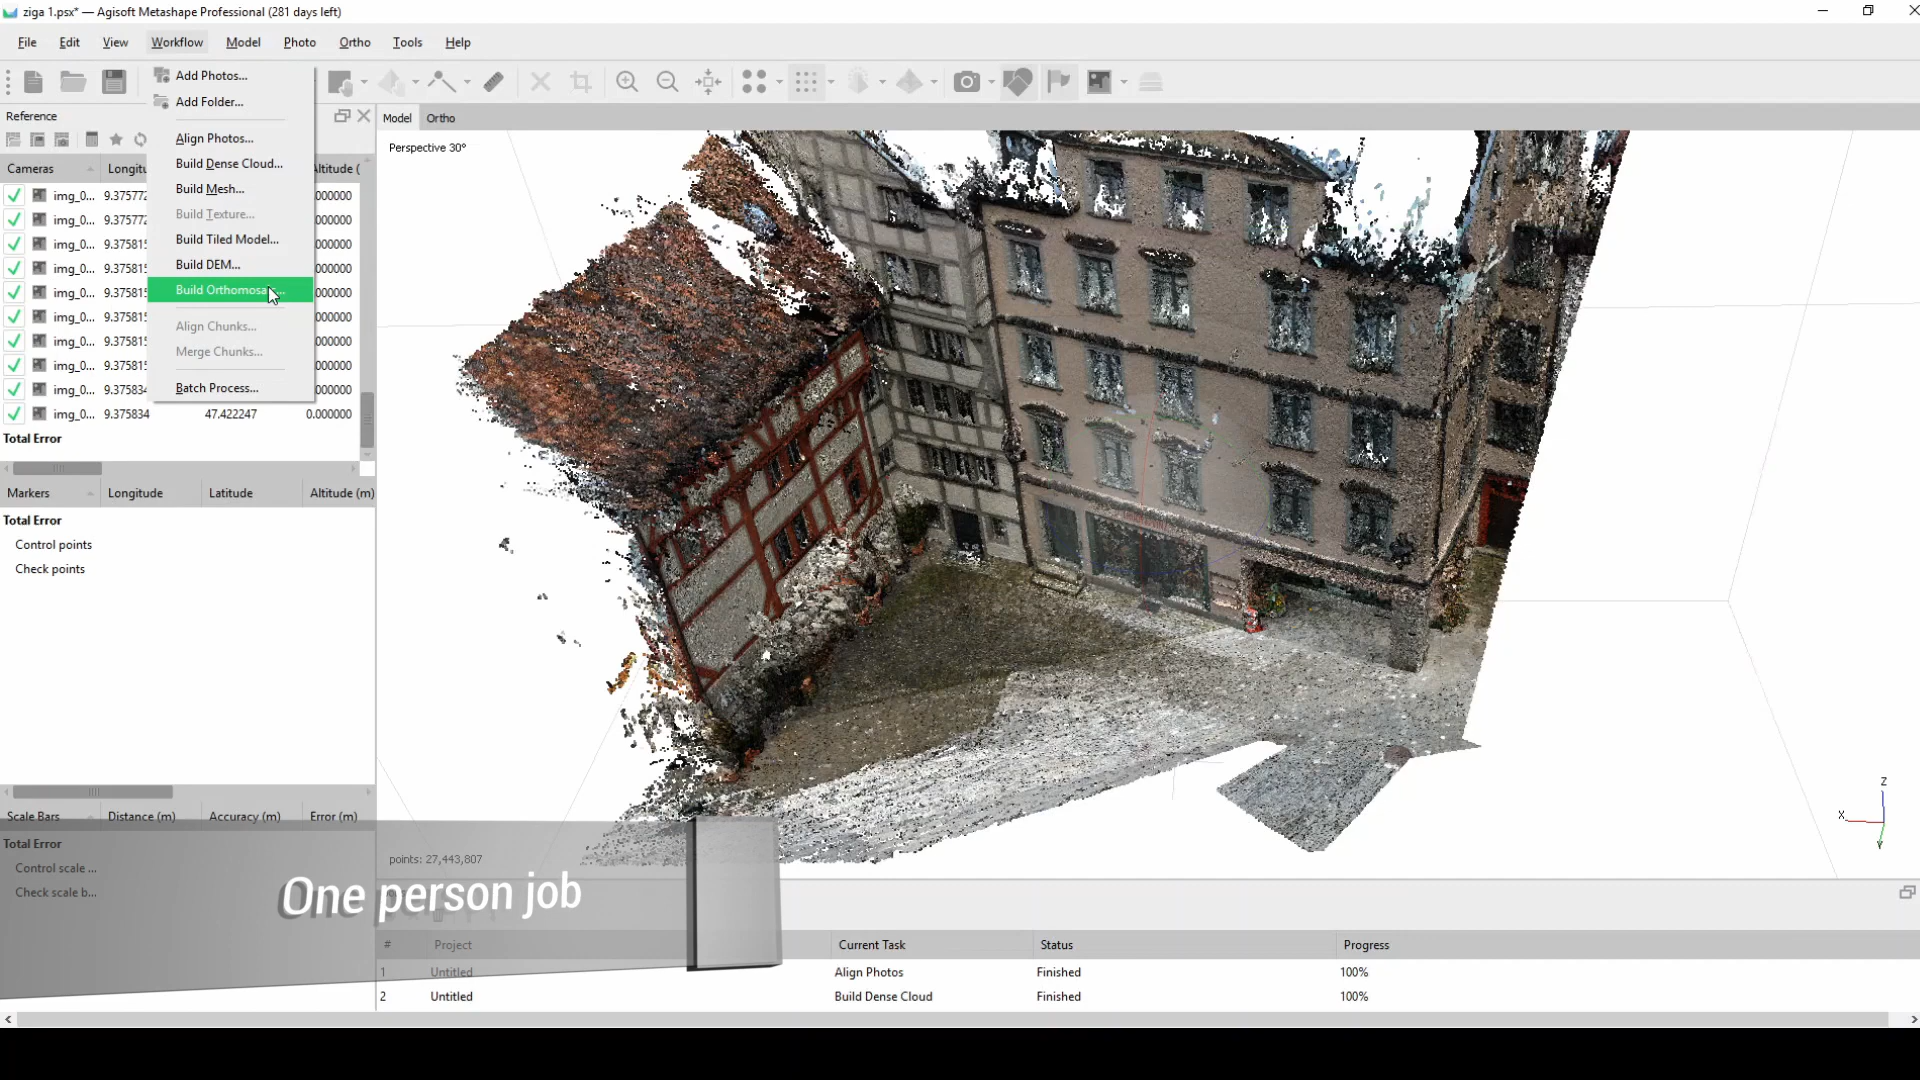 ziga 1.psx* — Agisoft Metashape Professional (281 days left)
File Edit View Workflow Model Photo Ortho Tools Help
Add Photos...
Add Folder...
Align Photos...
Build Dense Cloud...
Build Mesh...
Build Texture...
Build Tiled Model...
Build DEM...
Align Chunks...
Merge Chunks...
Batch Process...
Reference
Cameras
img_0... 9.375772 000000
img_0... 9.375772 000000
img_0... 9.375815 000000
img_0... 9.375815 000000
img_0... 9.375815 000000
img_0... 9.375815 000000
img_0... 9.375815 000000
img_0... 9.375815 000000
img_0... 9.375834 000000
img_0... 9.375834 47.422247 0.000000
Total Error
Markers Longitude Latitude Altitude (m)
Total Error
Control points
Check points
Scale Bars Distance (m) Accuracy (m) Error (m)
Total Error
Control scale ...
Check scale b...
Model Ortho
Perspective 30°
points: 27,443,807
Z
X
Y
One person job
# Project Current Task Status Progress
1 Untitled Align Photos Finished 100%
2 Untitled Build Dense Cloud Finished 100%